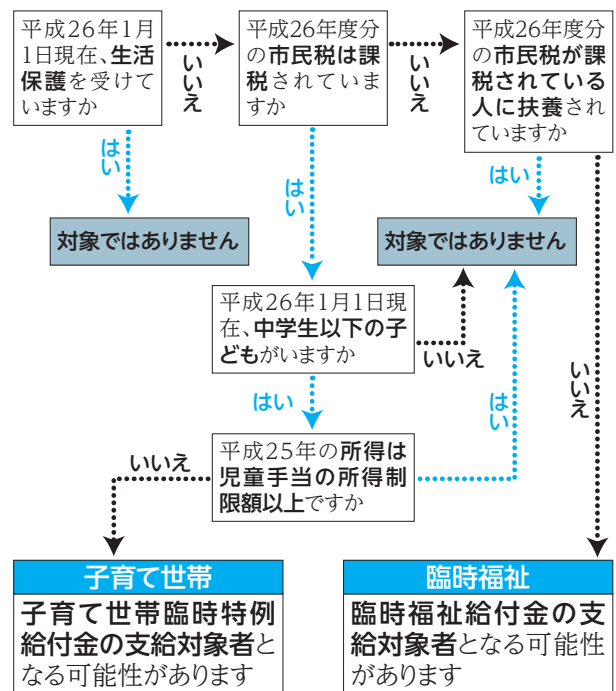 平成26年1月
1日現在、生活
保護を受けて
いますか
いいえ
平成26年度分
の市民税は課
税されていま
すか
いいえ
平成26年度分
の市民税が課
税されている
人に扶養され
ていますか
はい
はい
はい
対象ではありません
対象ではありません
平成26年1月1日現
在、中学生以下の子
どもがいますか
いいえ
いいえ
はい
はい
平成25年の所得は
児童手当の所得制
限額以上ですか
いいえ
子育て世帯
子育て世帯臨時特例
給付金の支給対象者と
なる可能性があります
臨時福祉
臨時福祉給付金の支
給対象者となる可能性
があります